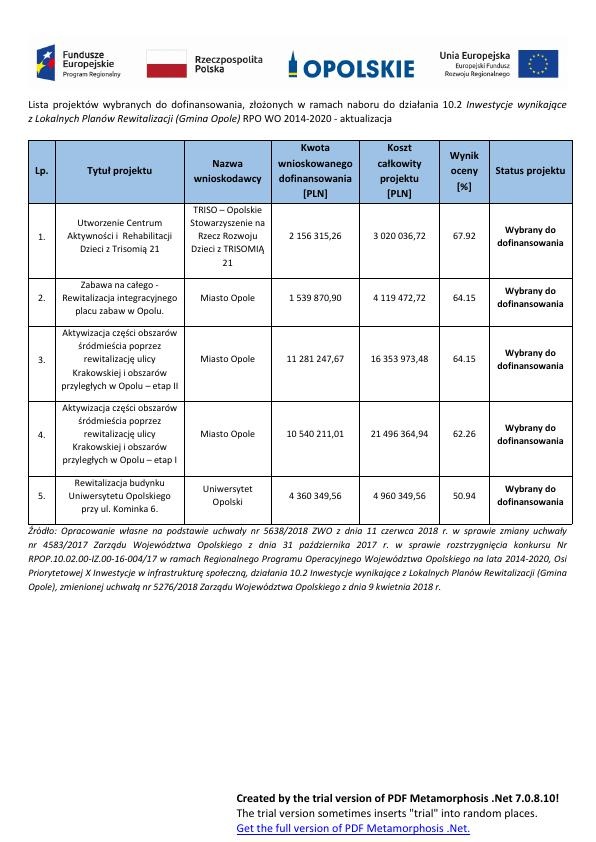 Fundusze
Europejskie
Program Regionalny
Rzeczpospolita
Polska
OPOLSKIE
Unia Europejska
Europejski Fundusz
Rozwoju Regionalnego
Lista projektów wybranych do dofinansowania, złożonych w ramach naboru do działania 10.2 Inwestycje wynikające
z Lokalnych Planów Rewitalizacji (Gmina Opole) RPO WO 2014-2020 - aktualizacja
Lp.
Tytuł projektu
Nazwa
wnioskodawcy
Kwota
wnioskowanego
dofinansowania
[PLN]
Koszt
całkowity
projektu
[PLN]
Wynik
oceny
[%]
Status projektu
1.
Utworzenie Centrum
Aktywności i Rehabilitacji
Dzieci z Trisomią 21
TRISO – Opolskie
Stowarzyszenie na
Rzecz Rozwoju
Dzieci z TRISOMIĄ
21
2 156 315,26
3 020 036,72
67.92
Wybrany do
dofinansowania
2.
Zabawa na całego -
Rewitalizacja integracyjnego
placu zabaw w Opolu.
Miasto Opole
1 539 870,90
4 119 472,72
64.15
Wybrany do
dofinansowania
3.
Aktywizacja części obszarów
śródmieścia poprzez
rewitalizację ulicy
Krakowskiej i obszarów
przyległych w Opolu – etap II
Miasto Opole
11 281 247,67
16 353 973,48
64.15
Wybrany do
dofinansowania
4.
Aktywizacja części obszarów
śródmieścia poprzez
rewitalizację ulicy
Krakowskiej i obszarów
przyległych w Opolu – etap I
Miasto Opole
10 540 211,01
21 496 364,94
62.26
Wybrany do
dofinansowania
5.
Rewitalizacja budynku
Uniwersytetu Opolskiego
przy ul. Kominka 6.
Uniwersytet
Opolski
4 360 349,56
4 960 349,56
50.94
Wybrany do
dofinansowania
Źródło: Opracowanie własne na podstawie uchwały nr 5638/2018 ZWO z dnia 11 czerwca 2018 r. w sprawie zmiany uchwały
nr 4583/2017 Zarządu Województwa Opolskiego z dnia 31 października 2017 r. w sprawie rozstrzygnięcia konkursu Nr
RPOP.10.02.00-IZ.00-16-004/17 w ramach Regionalnego Programu Operacyjnego Województwa Opolskiego na lata 2014-2020, Osi
Priorytetowej X Inwestycje w infrastrukturę społeczną, działania 10.2 Inwestycje wynikające z Lokalnych Planów Rewitalizacji (Gmina
Opole), zmienionej uchwałą nr 5276/2018 Zarządu Województwa Opolskiego z dnia 9 kwietnia 2018 r.
Created by the trial version of PDF Metamorphosis .Net 7.0.8.10!
The trial version sometimes inserts "trial" into random places.
Get the full version of PDF Metamorphosis .Net.